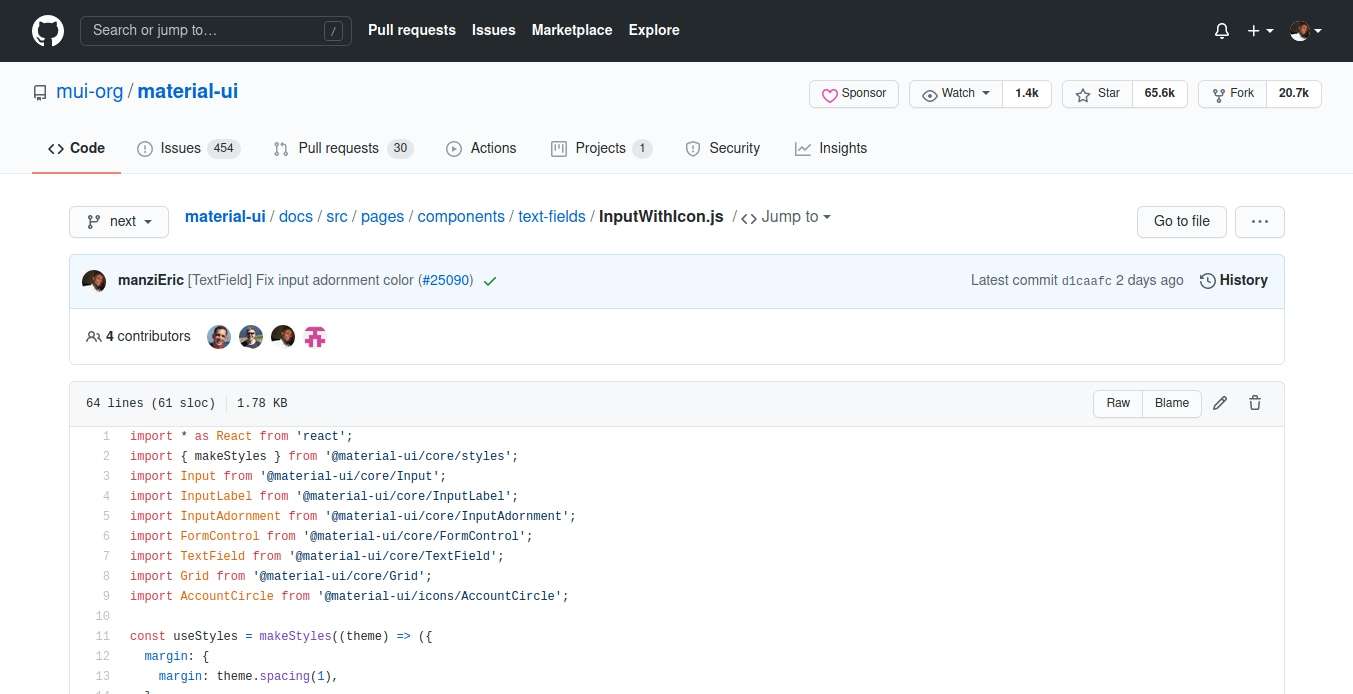 Search or jump to… /
Pull requests Issues Marketplace Explore
mui-org / material-ui
Sponsor Watch 1.4k Star 65.6k Fork 20.7k
Code Issues 454 Pull requests 30 Actions Projects 1 Security Insights
next material-ui / docs / src / pages / components / text-fields / InputWithIcon.js / <> Jump to Go to file ...
manziEric [TextField] Fix input adornment color (#25090) Latest commit d1caafc 2 days ago History
4 contributors
64 lines (61 sloc) 1.78 KB Raw Blame
1 import * as React from 'react';
2 import { makeStyles } from '@material-ui/core/styles';
3 import Input from '@material-ui/core/Input';
4 import InputLabel from '@material-ui/core/InputLabel';
5 import InputAdornment from '@material-ui/core/InputAdornment';
6 import FormControl from '@material-ui/core/FormControl';
7 import TextField from '@material-ui/core/TextField';
8 import Grid from '@material-ui/core/Grid';
9 import AccountCircle from '@material-ui/icons/AccountCircle';
10
11 const useStyles = makeStyles((theme) => ({
12 margin: {
13 margin: theme.spacing(1),